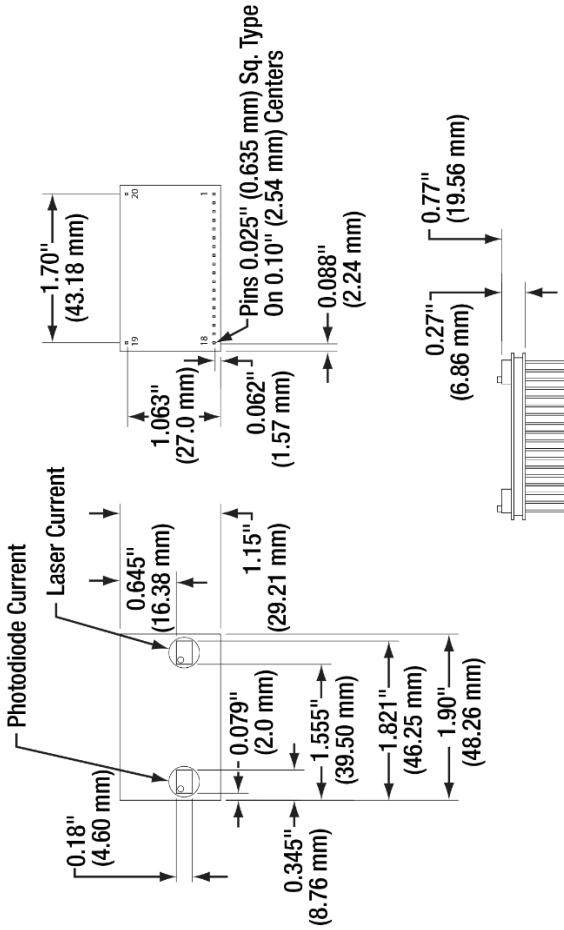 Photodiode Current
Laser Current
0.18"
(4.60 mm)
0.645"
(16.38 mm)
1.15"
(29.21 mm)
0.079"
(2.0 mm)
0.345"
(8.76 mm)
1.555"
(39.50 mm)
1.821"
(46.25 mm)
1.90"
(48.26 mm)
1.70"
(43.18 mm)
19
20
18
1
1.063"
(27.0 mm)
0.062"
(1.57 mm)
Pins 0.025" (0.635 mm) Sq. Type
On 0.10" (2.54 mm) Centers
0.088"
(2.24 mm)
0.77"
(19.56 mm)
0.27"
(6.86 mm)